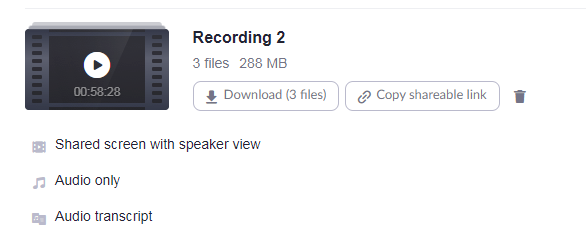 Recording 2
3 files 288 MB
00:58:28
Download (3 files) Copy shareable link
Shared screen with speaker view
Audio only
Audio transcript